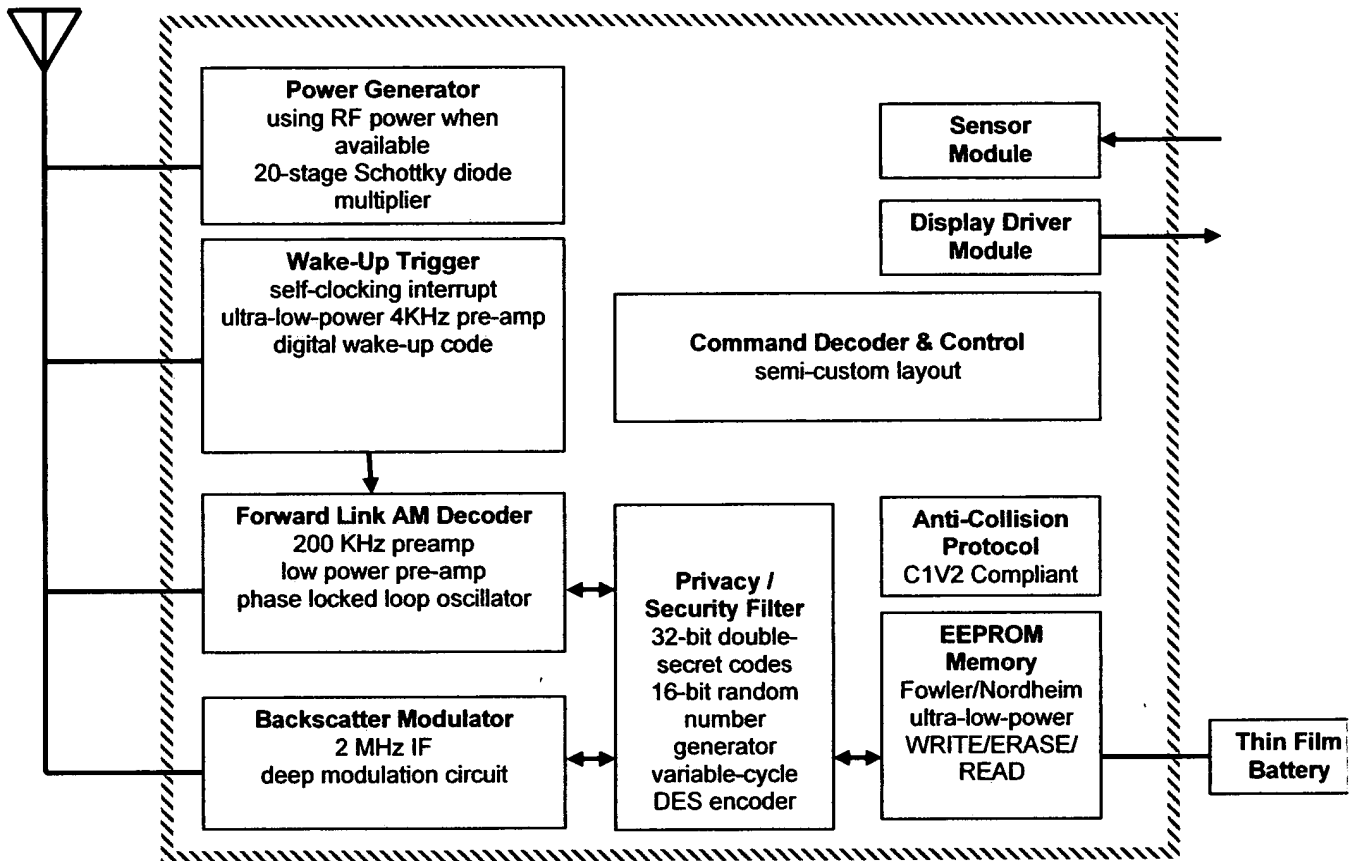 Power Generator
using RF power when
available
20-stage Schottky diode
multiplier
Sensor
Module
Display Driver
Module
Wake-Up Trigger
self-clocking interrupt
ultra-low-power 4KHz pre-amp
digital wake-up code
Command Decoder & Control
semi-custom layout
Forward Link AM Decoder
200 KHz preamp
low power pre-amp
phase locked loop oscillator
Privacy /
Security Filter
32-bit double-
secret codes
16-bit random
number
generator
variable-cycle
DES encoder
Anti-Collision
Protocol
C1V2 Compliant
EEPROM
Memory
Fowler/Nordheim
ultra-low-power
WRITE/ERASE/
READ
Backscatter Modulator
2 MHz IF
deep modulation circuit
Thin Film
Battery